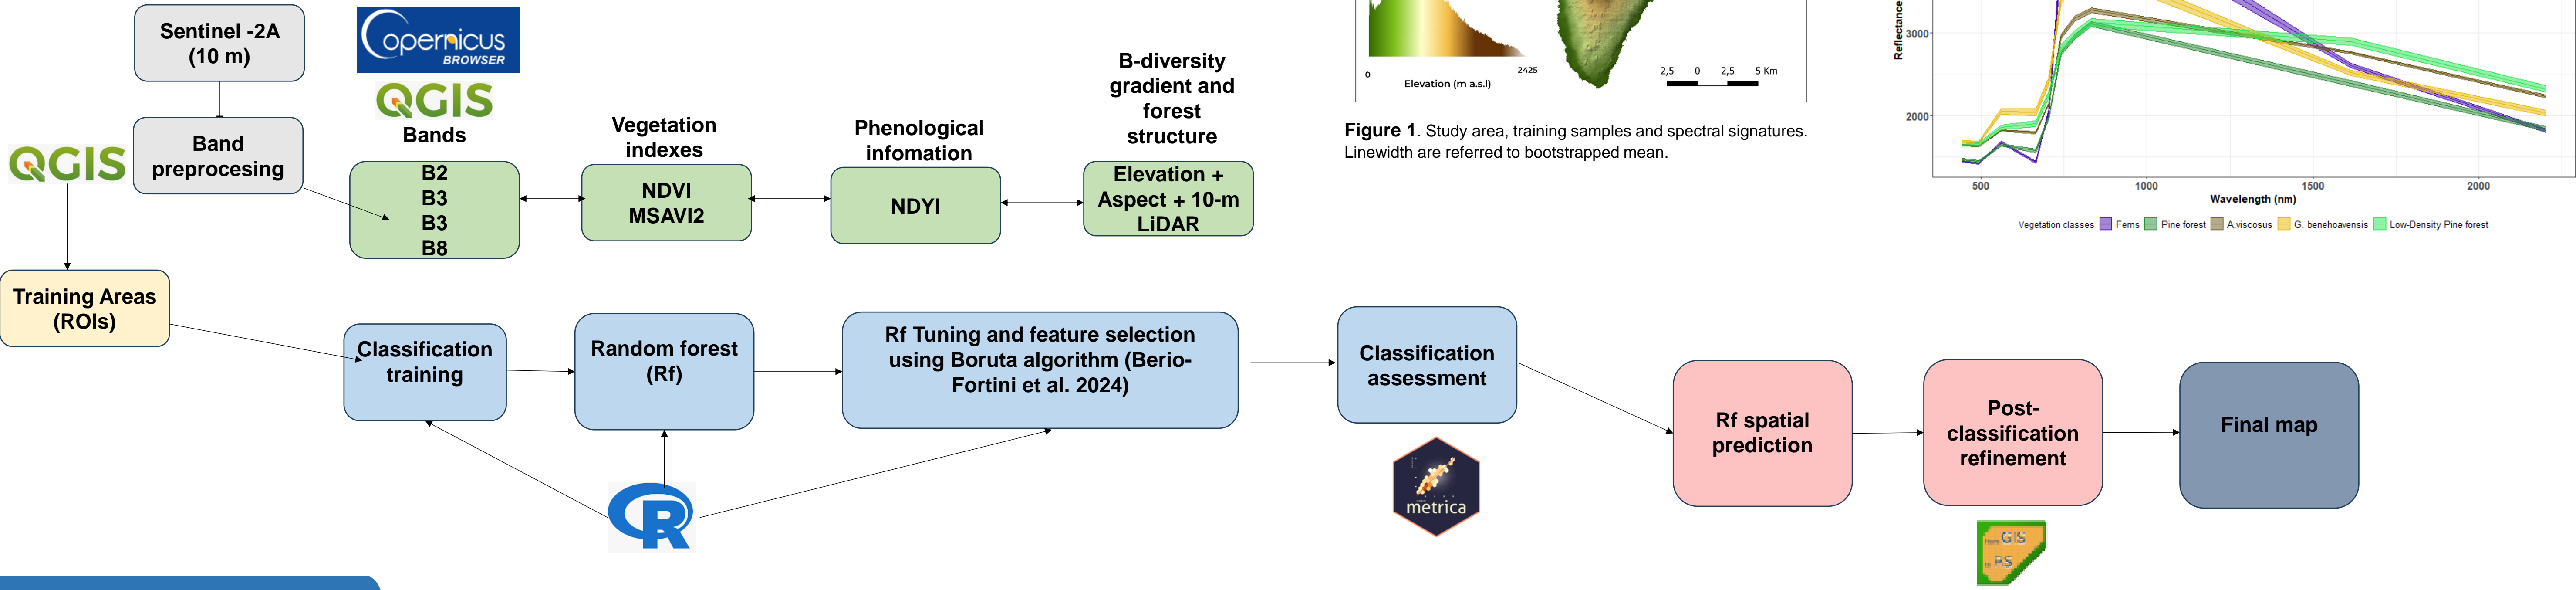 Sentinel -2A
(10 m)
Band
preprocesing
QGIS
Training Areas
(ROIs)
Copernicus
BROWSER
QGIS
Bands
B2
B3
B3
B8
Vegetation
indexes
NDVI
MSAVI2
Phenological
infomation
NDYI
B-diversity
gradient and
forest
structure
Elevation +
Aspect + 10-m
LiDAR
Classification
training
Random forest
(Rf)
Rf Tuning and feature selection
using Boruta algorithm (Berio-
Fortini et al. 2024)
R
Classification
assessment
metrica
Rf spatial
prediction
Post-
classification
refinement
from GIS
to RS
Final map
0
2425
Elevation (m a.s.l)
2,5 0 2,5 5 Km
Figure 1. Study area, training samples and spectral signatures.
Linewidth are referred to bootstrapped mean.
Reflectance
3000
2000
500 1000 1500 2000
Wavelength (nm)
Vegetation classes Ferns Pine forest A.viscosus G. benehoavensis Low-Density Pine forest